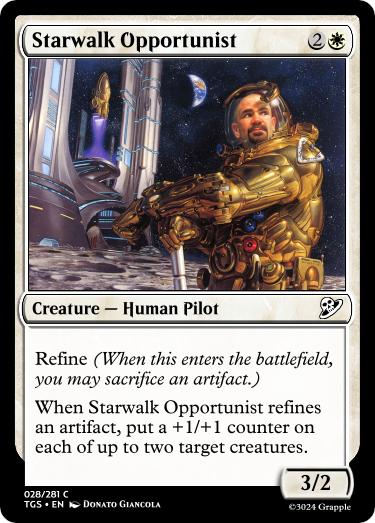 Starwalk Opportunist 2
Creature — Human Pilot
Refine (When this enters the battlefield,
you may sacrifice an artifact.)
When Starwalk Opportunist refines
an artifact, put a +1/+1 counter on
each of up to two target creatures.
3/2
028/281 C
TGS • EN Donato Giancola
©3024 Grapple